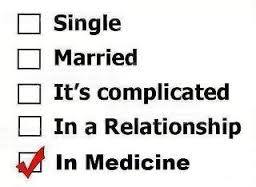 Single
Married
It's complicated
In a Relationship
In Medicine